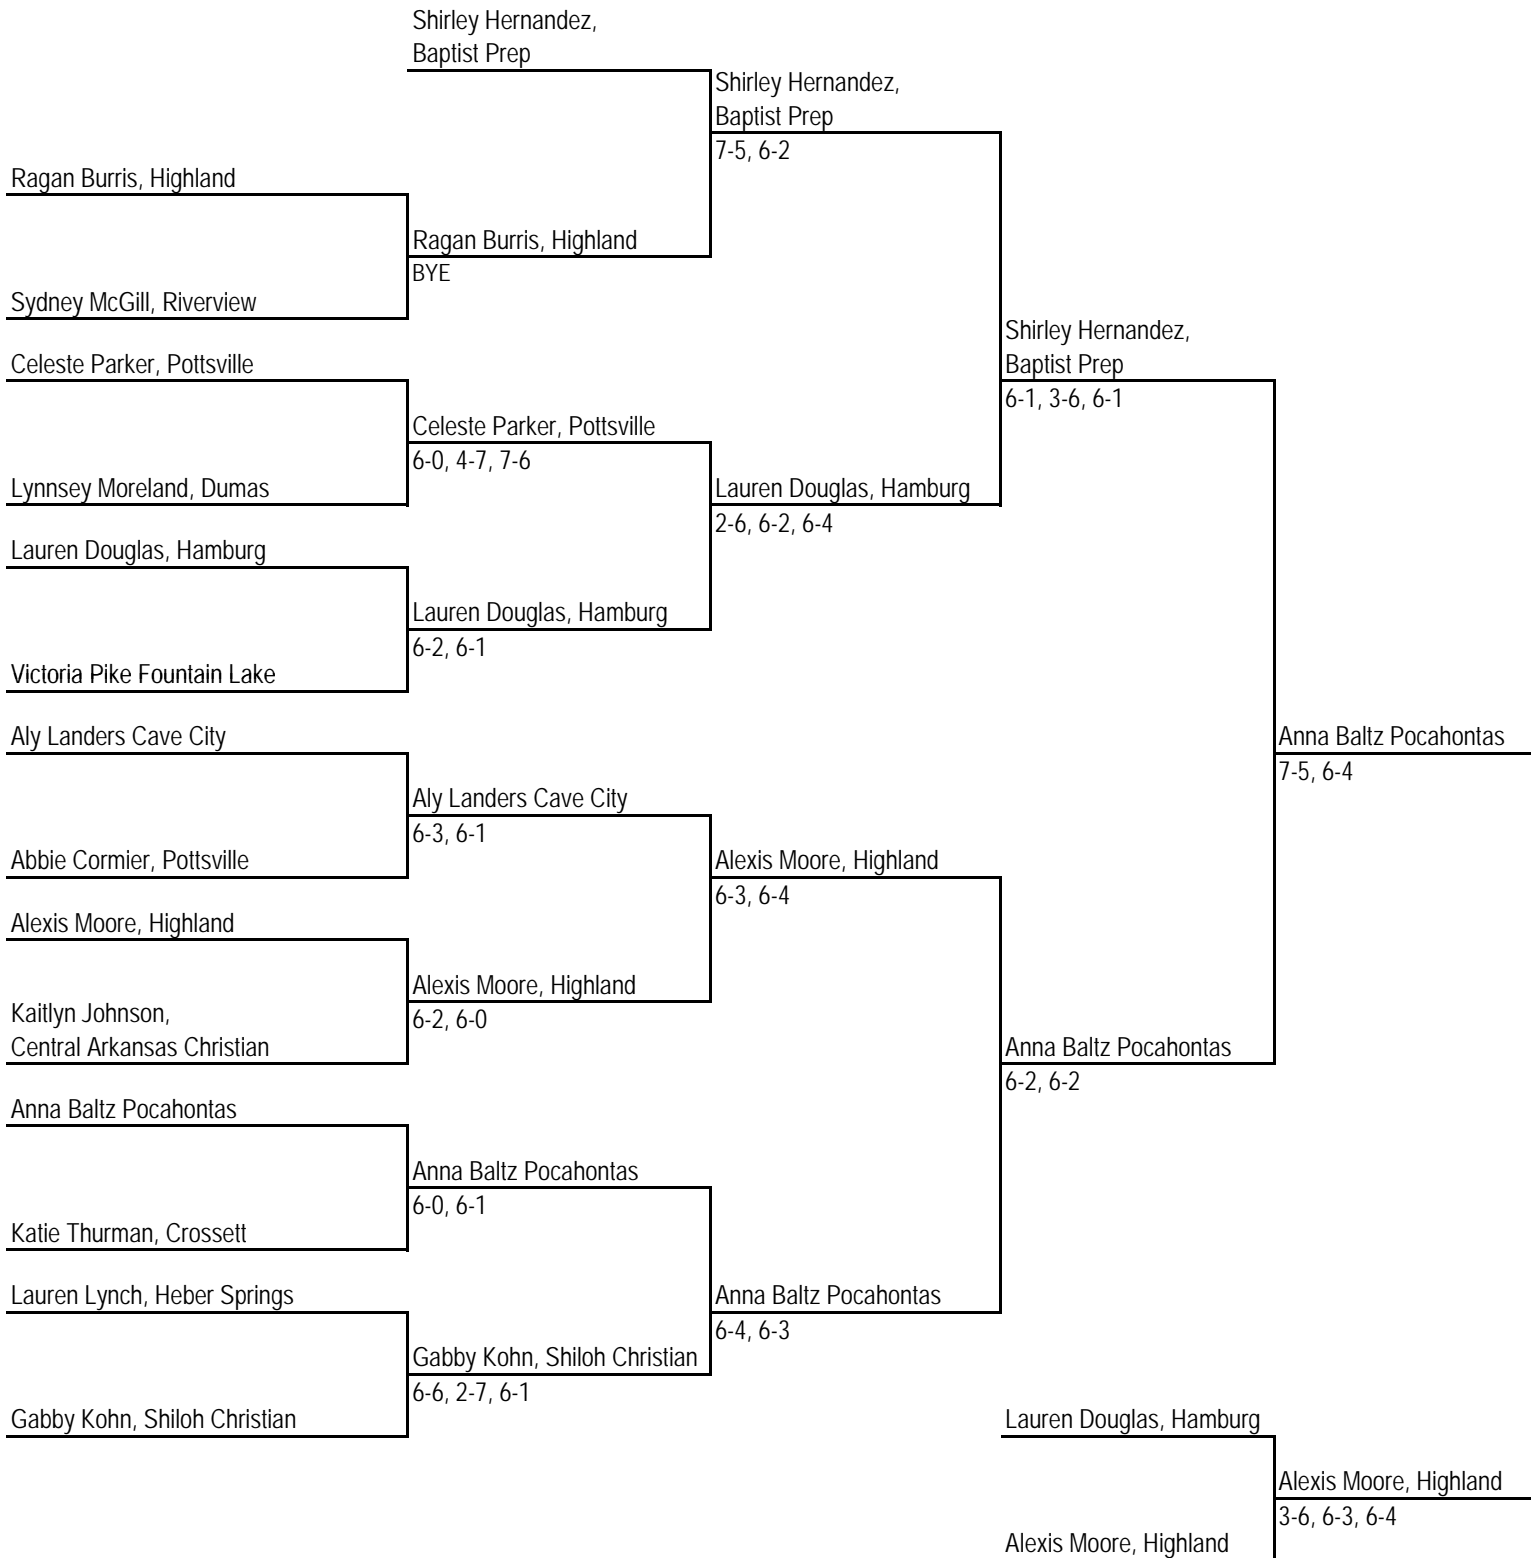 Shirley Hernandez,
Baptist Prep
Shirley Hernandez,
Baptist Prep
7-5, 6-2
Ragan Burris, Highland
Ragan Burris, Highland
BYE
Sydney McGill, Riverview
Shirley Hernandez,
Baptist Prep
6-1, 3-6, 6-1
Celeste Parker, Pottsville
Celeste Parker, Pottsville
6-0, 4-7, 7-6
Lynnsey Moreland, Dumas
Lauren Douglas, Hamburg
2-6, 6-2, 6-4
Lauren Douglas, Hamburg
Lauren Douglas, Hamburg
6-2, 6-1
Victoria Pike Fountain Lake
Aly Landers Cave City
Anna Baltz Pocahontas
7-5, 6-4
Aly Landers Cave City
6-3, 6-1
Abbie Cormier, Pottsville
Alexis Moore, Highland
6-3, 6-4
Alexis Moore, Highland
Alexis Moore, Highland
6-2, 6-0
Kaitlyn Johnson,
Central Arkansas Christian
Anna Baltz Pocahontas
6-2, 6-2
Anna Baltz Pocahontas
Anna Baltz Pocahontas
6-0, 6-1
Katie Thurman, Crossett
Lauren Lynch, Heber Springs
Anna Baltz Pocahontas
6-4, 6-3
Gabby Kohn, Shiloh Christian
6-6, 2-7, 6-1
Gabby Kohn, Shiloh Christian
Lauren Douglas, Hamburg
Alexis Moore, Highland
3-6, 6-3, 6-4
Alexis Moore, Highland